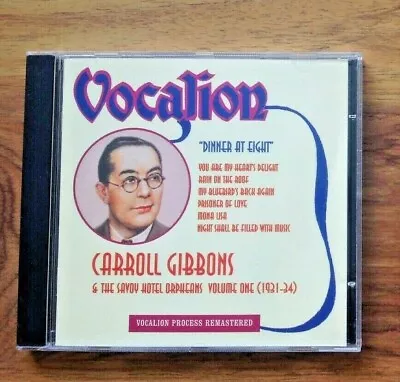 Vocalion
"DINNER AT EIGHT"
YOU ARE MY HEART'S DELIGHT
RAIN ON THE ROOF
MY BLUEBIRD'S BACK AGAIN
PRISONER OF LOVE
MONA LISA
NIGHT SHALL BE FILLED WITH MUSIC
CARROLL GIBBONS
& THE SAVOY HOTEL ORPHEANS VOLUME ONE (1931-34)
VOCALION PROCESS REMASTERED